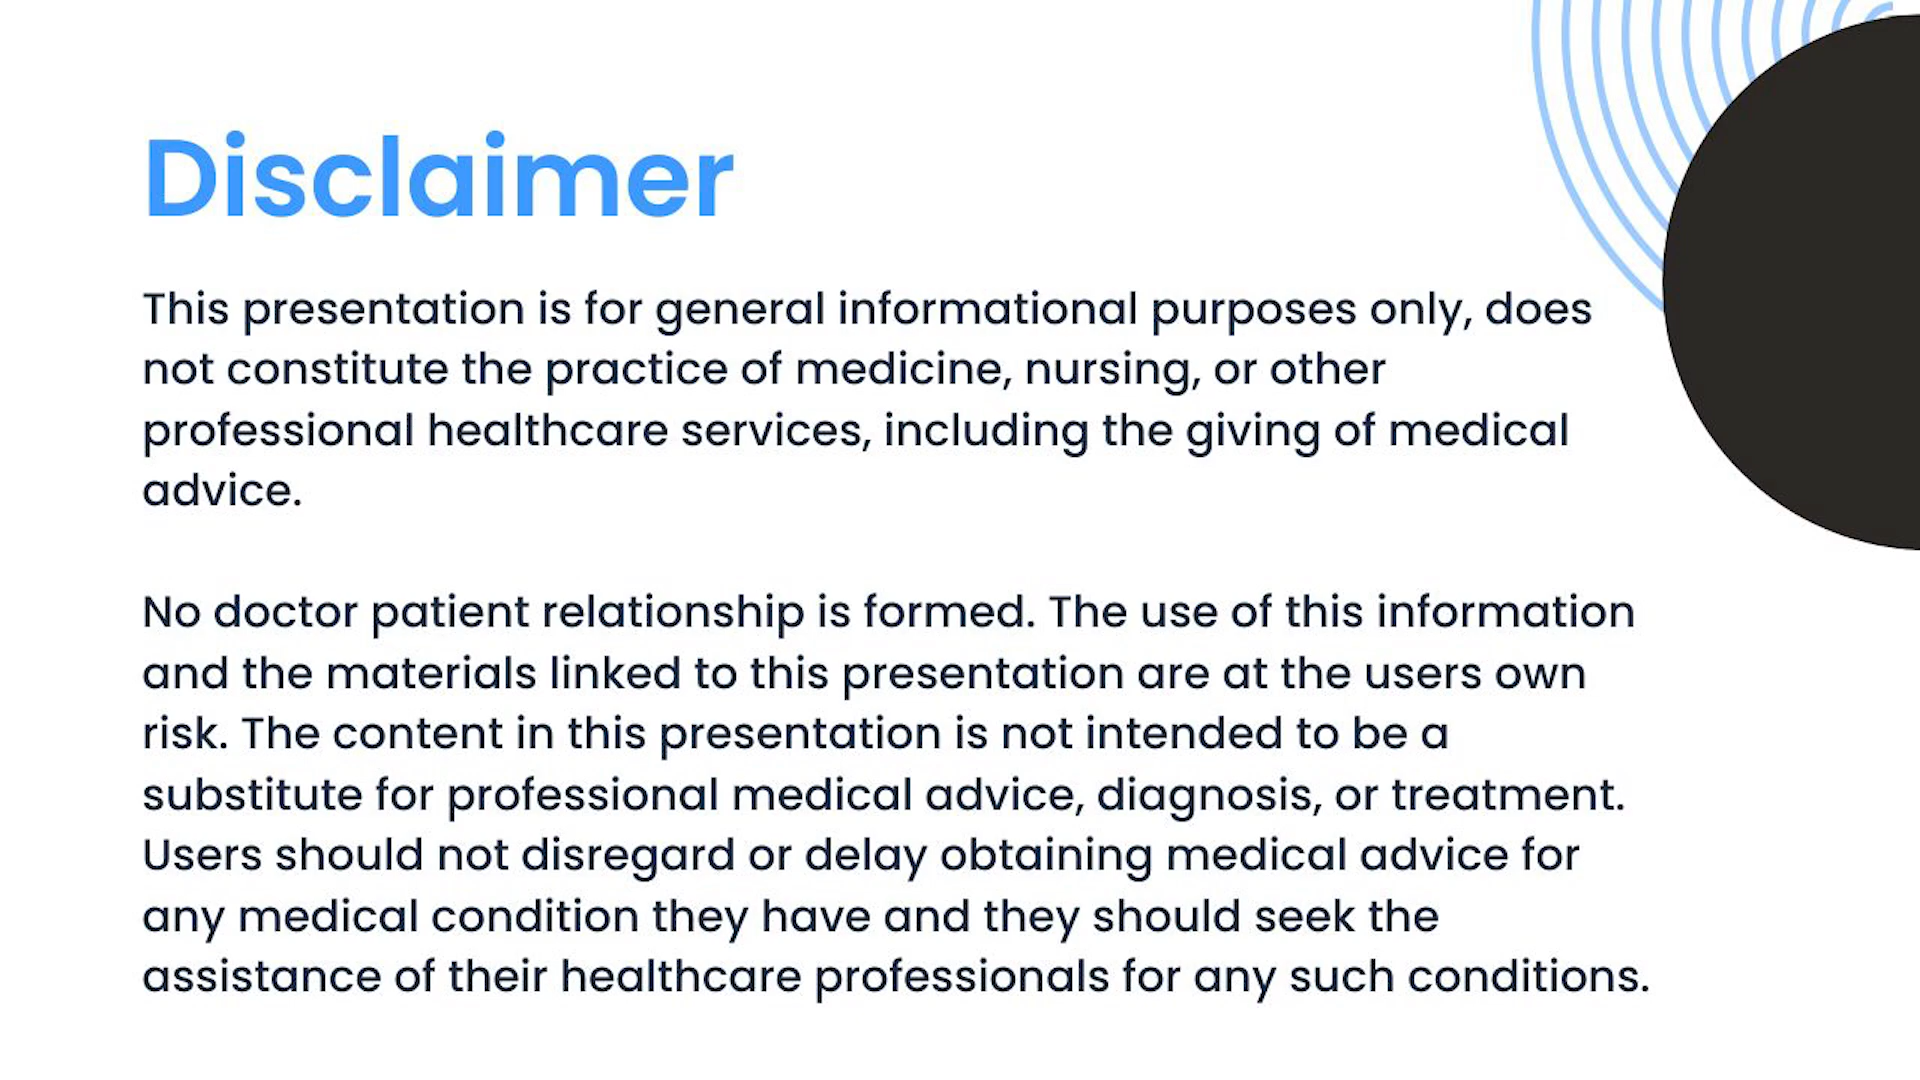 Disclaimer
This presentation is for general informational purposes only, does
not constitute the practice of medicine, nursing, or other
professional healthcare services, including the giving of medical
advice.
No doctor patient relationship is formed. The use of this information
and the materials linked to this presentation are at the users own
risk. The content in this presentation is not intended to be a
substitute for professional medical advice, diagnosis, or treatment.
Users should not disregard or delay obtaining medical advice for
any medical condition they have and they should seek the
assistance of their healthcare professionals for any such conditions.